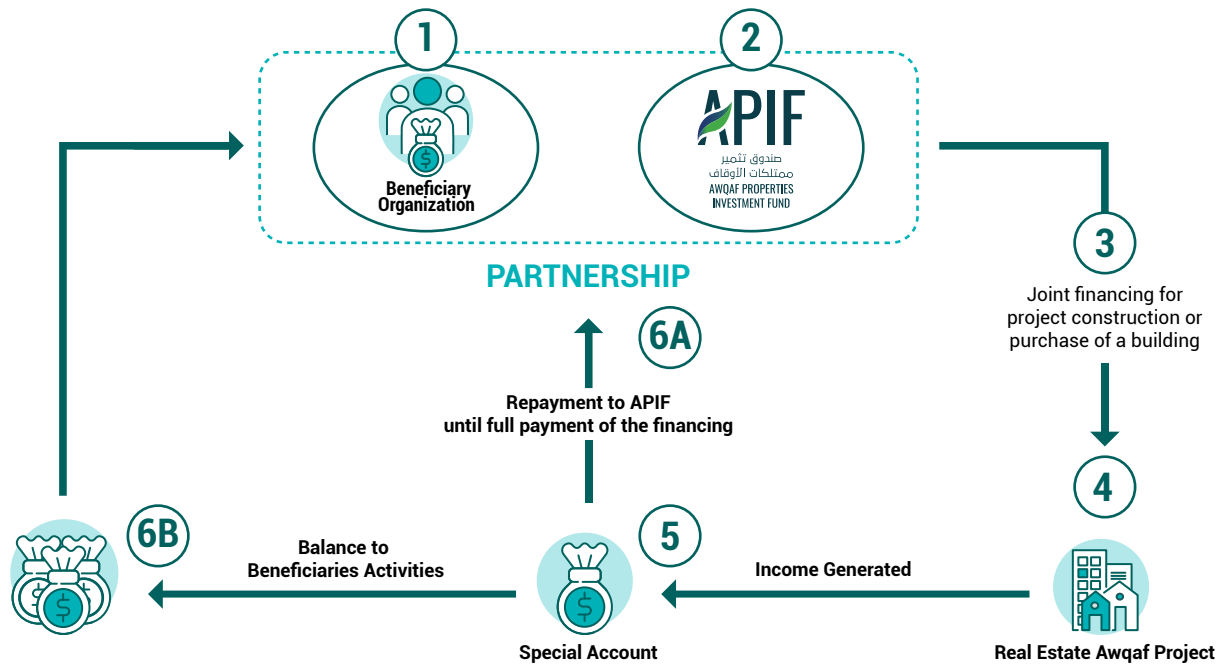 1
2
Beneficiary
Organization
APIF
صندوق تثمير
ممتلكات الأوقاف
AWQAF PROPERTIES
INVESTMENT FUND
PARTNERSHIP
3
Joint financing for
project construction or
purchase of a building
6A
Repayment to APIF
until full payment of the financing
4
6B
Balance to
Beneficiaries Activities
5
Income Generated
$
$
$
$
$
Special Account
Real Estate Awqaf Project